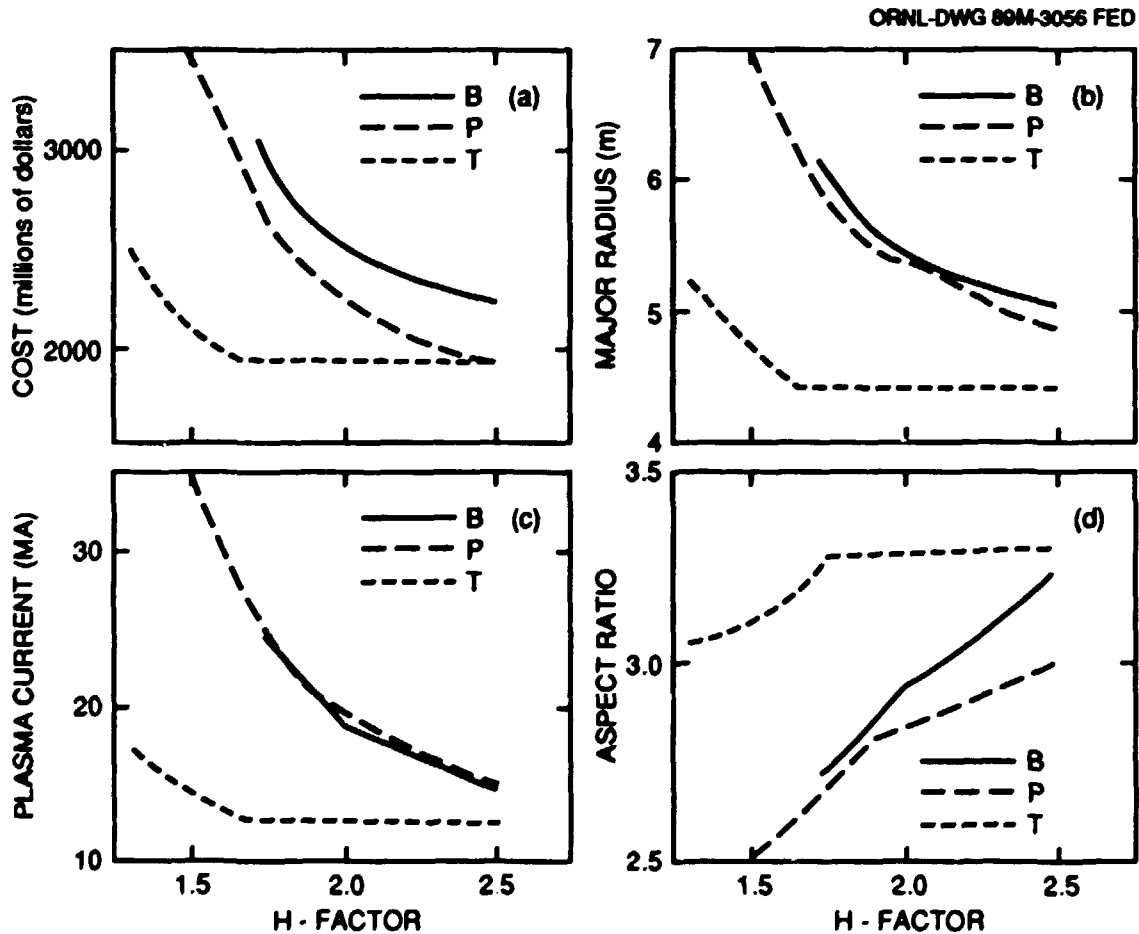 ORNL-DWG 89M-3056 FED
COST (millions of dollars)
3000
2000
B
P
T
(a)
MAJOR RADIUS (m)
7
6
5
4
B
P
T
(b)
PLASMA CURRENT (MA)
30
20
10
B
P
T
(c)
1.5
2.0
2.5
H - FACTOR
ASPECT RATIO
3.5
3.0
2.5
(d)
B
P
T
1.5
2.0
2.5
H - FACTOR